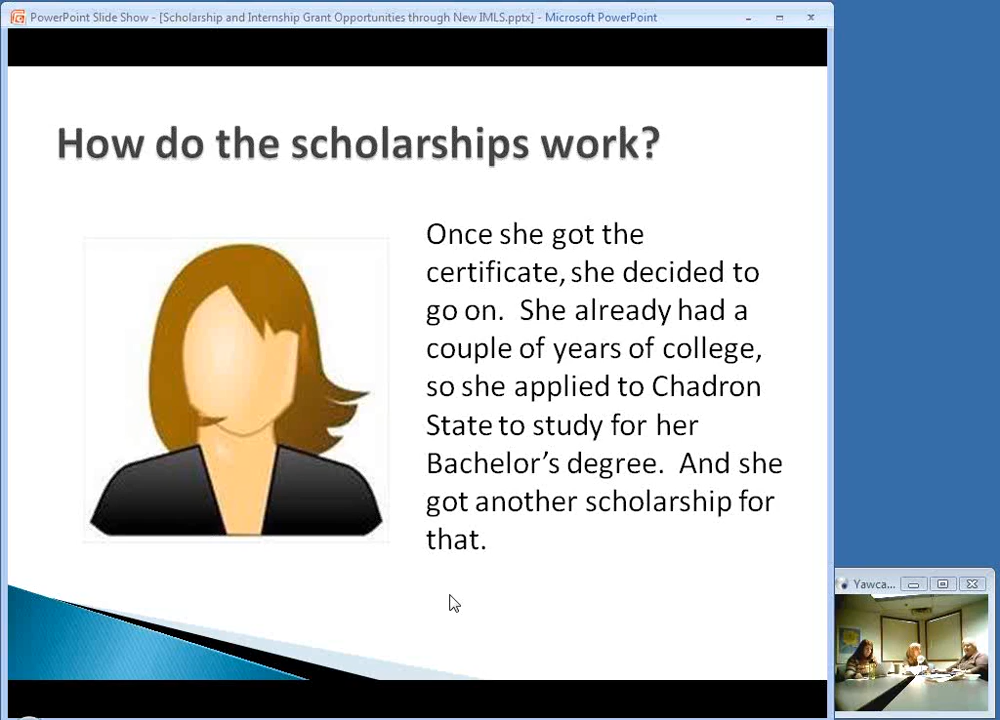 PowerPoint Slide Show - [Scholarship and Internship Grant Opportunities through New IMLS.pptx] - Microsoft PowerPoint
How do the scholarships work?
Once she got the
certificate, she decided to
go on.  She already had a
couple of years of college,
so she applied to Chadron
State to study for her
Bachelor’s degree.  And she
got another scholarship for
that.
Yawca...